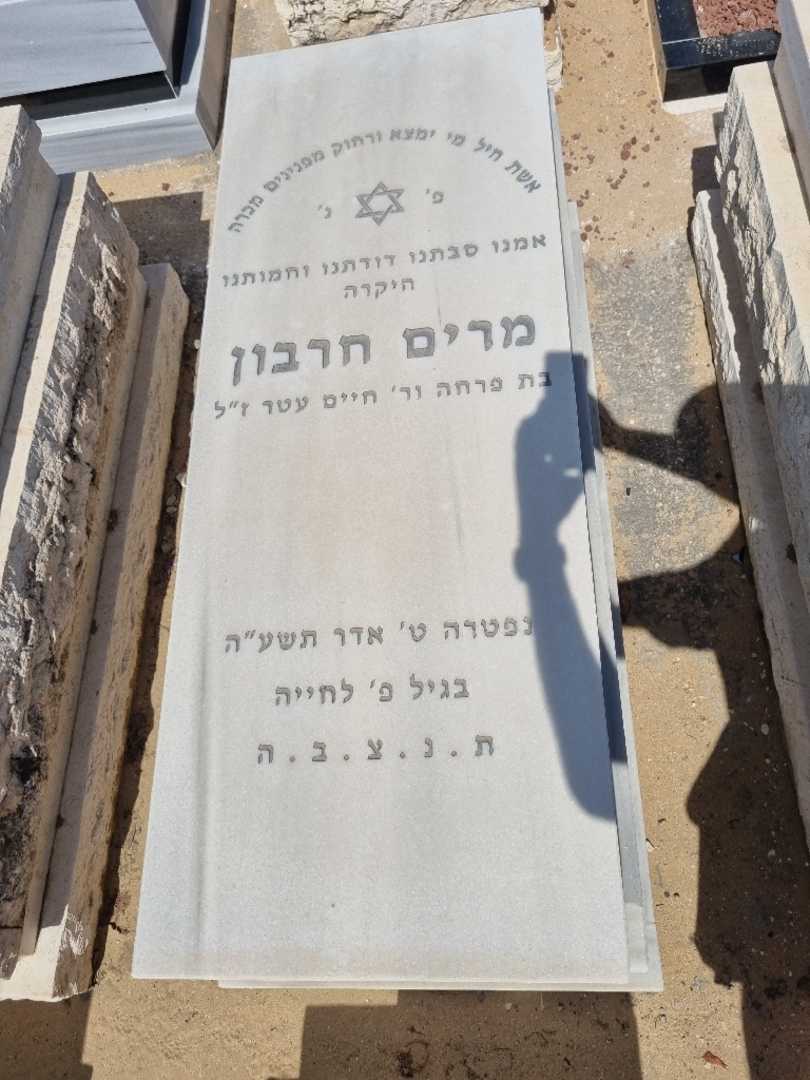 אשת חיל מי ימצא ורחוק מפנינים מכרה
פ׳ נ׳
אמנו סבתנו דודתנו וחמותנו
היקרה
מרים חרבון
בת פרחה ור׳ חיים עטר ז״ל
נפטרה ט׳ אדר תשע״ה
בגיל פ׳ לחייה
ת . נ . צ . ב . ה